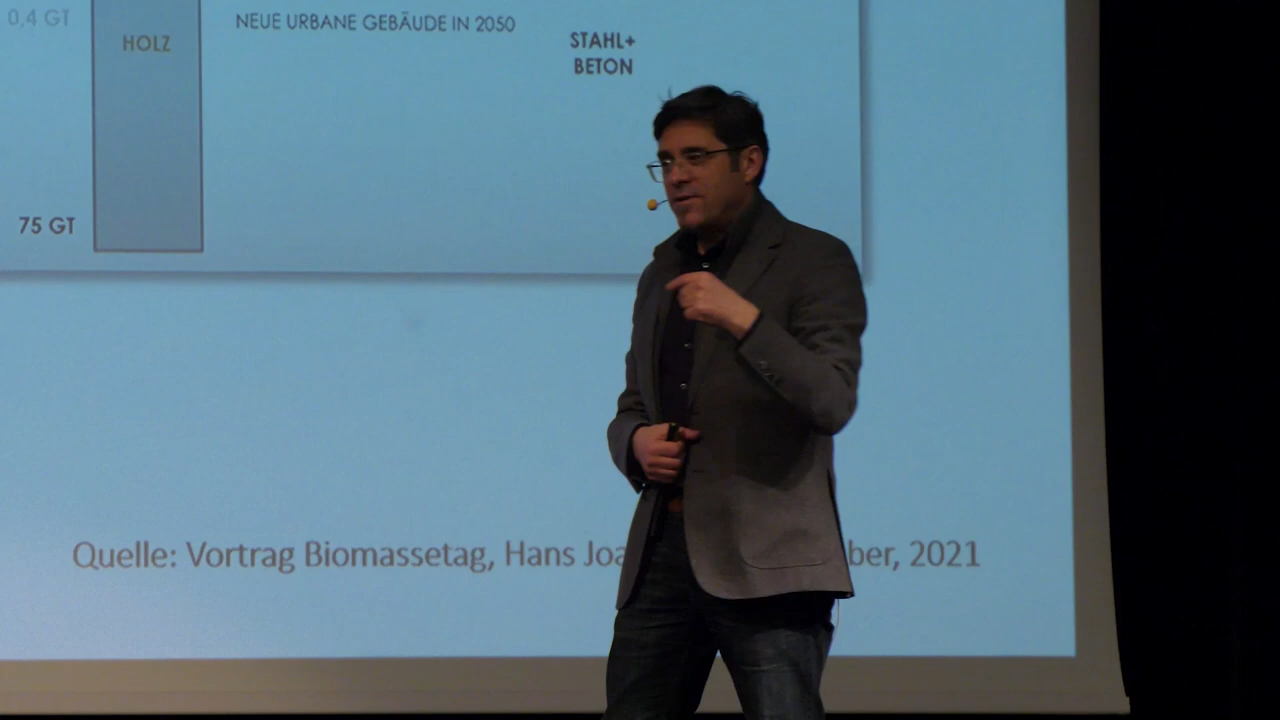 0,4 GT
HOLZ
NEUE URBANE GEBÄUDE IN 2050
STAHL+
BETON
75 GT
Quelle: Vortrag Biomassetag, Hans Joa ber, 2021